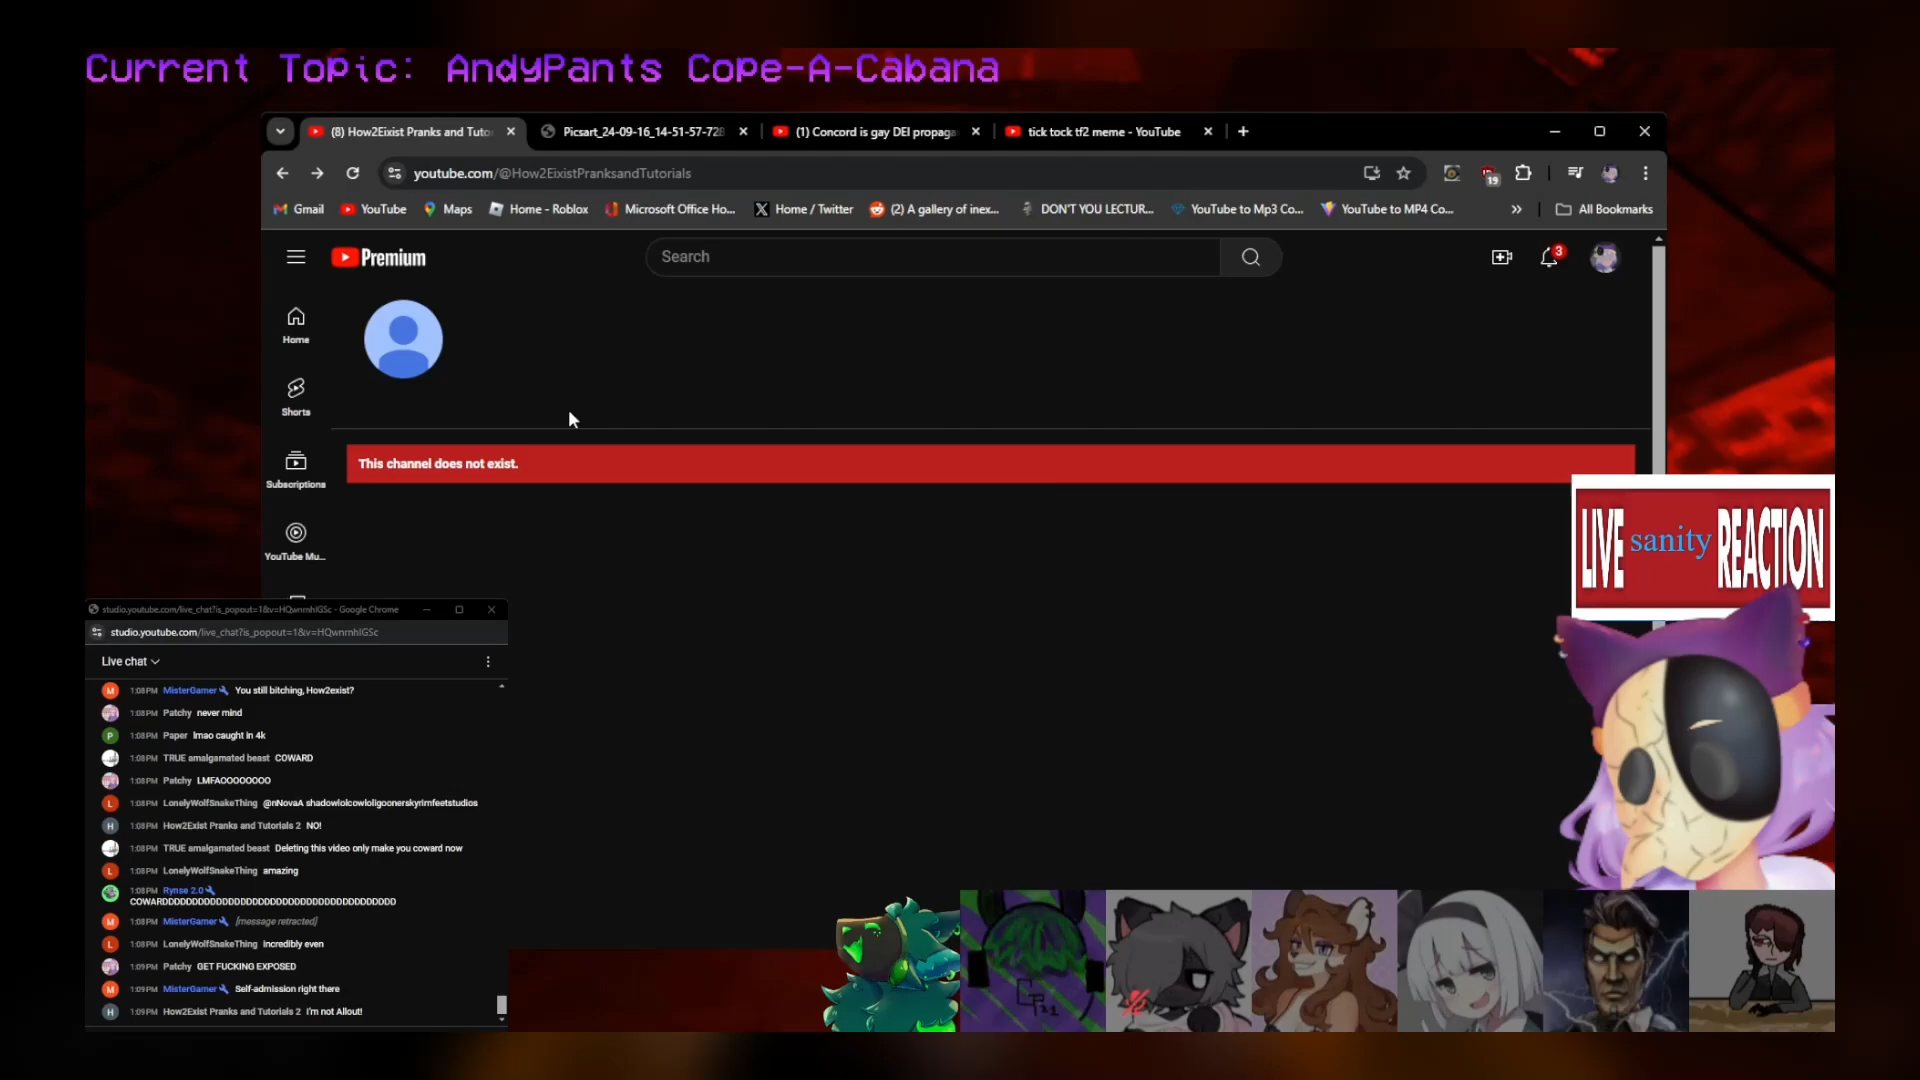 Current Topic: AndyPants Cope-A-Cabana
(8) How2Eixist Pranks and Tuto
Picsart_24-09-16_14-51-57-728
(1) Concord is gay DEI propaga
tick tock tf2 meme - YouTube
youtube.com/@How2EixistPranksandTutorials
19
Gmail
YouTube
Maps
Home - Roblox
Microsoft Office Ho...
Home / Twitter
(2) A gallery of inex...
DON'T YOU LECTUR...
YouTube to Mp3 Co...
YouTube to MP4 Co...
All Bookmarks
Premium
Search
3
Home
Shorts
Subscriptions
YouTube Mu...
This channel does not exist.
LIVE sanity REACTION
studio.youtube.com/live_chat?is_popout=1&v=HQwnrnhlGSc - Google Chrome
studio.youtube.com/live_chat?is_popout=1&v=HQwnrnhlGSc
Live chat
M 1:08PM MisterGamer You still bitching, How2exist?
1:08PM Patchy never mind
P 1:08PM Paper lmao caught in 4k
1:08PM TRUE amalgamated beast COWARD
1:08PM Patchy LMFAOOOOOOOO
L 1:08PM LonelyWolfSnakeThing @nNovaA shadowlolcowloligoonerskyrimfeetstudios
H 1:08PM How2Exist Pranks and Tutorials 2 NO!
1:08PM TRUE amalgamated beast Deleting this video only make you coward now
L 1:08PM LonelyWolfSnakeThing amazing
1:08PM Rynse 2.0
M 1:08PM MisterGamer [message retracted]
L 1:08PM LonelyWolfSnakeThing incredibly even
1:09PM Patchy GET FUCKING EXPOSED
M 1:09PM MisterGamer Self-admission right there
H 1:09PM How2Exist Pranks and Tutorials 2 I'm not Allout!